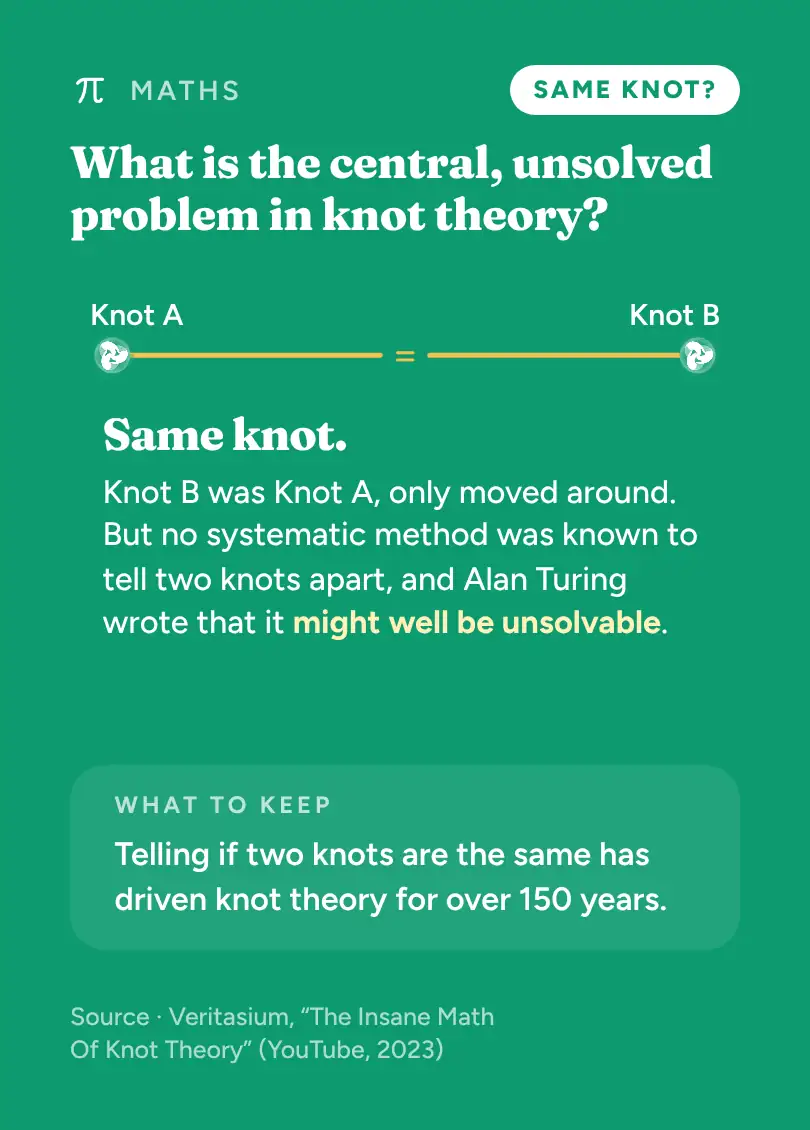 π MATHS
SAME KNOT?
What is the central, unsolved
problem in knot theory?
Knot A
Knot B
=
Same knot.
Knot B was Knot A, only moved around.
But no systematic method was known to
tell two knots apart, and Alan Turing
wrote that it might well be unsolvable.
WHAT TO KEEP
Telling if two knots are the same has
driven knot theory for over 150 years.
Source · Veritasium, “The Insane Math
Of Knot Theory” (YouTube, 2023)